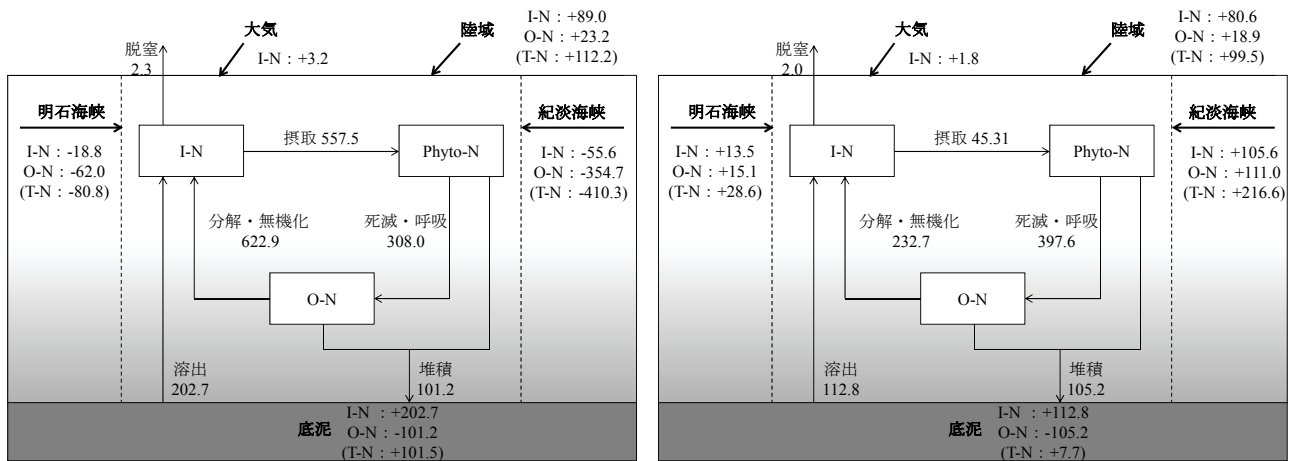 大気
I-N：+3.2
陸域
I-N：+89.0
O-N：+23.2
(T-N：+112.2)
脱窒
2.3
明石海峡
I-N：-18.8
O-N：-62.0
(T-N：-80.8)
I-N
摂取 557.5
Phyto-N
紀淡海峡
I-N：-55.6
O-N：-354.7
(T-N：-410.3)
分解・無機化
622.9
死滅・呼吸
308.0
O-N
溶出
202.7
堆積
101.2
底泥
I-N ：+202.7
O-N：-101.2
(T-N：+101.5)
大気
I-N：+1.8
陸域
I-N：+80.6
O-N：+18.9
(T-N：+99.5)
脱窒
2.0
明石海峡
I-N：+13.5
O-N：+15.1
(T-N：+28.6)
I-N
摂取 45.31
Phyto-N
紀淡海峡
I-N：+105.6
O-N：+111.0
(T-N：+216.6)
分解・無機化
232.7
死滅・呼吸
397.6
O-N
溶出
112.8
堆積
105.2
底泥
I-N ：+112.8
O-N：-105.2
(T-N：+7.7)